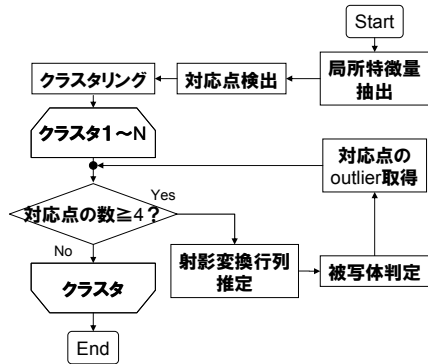 Start
局所特徴量
抽出
対応点検出
クラスタリング
クラスタ1～N
対応点の
outlier取得
Yes
対応点の数≧4？
No
射影変換行列
推定
被写体判定
クラスタ
End